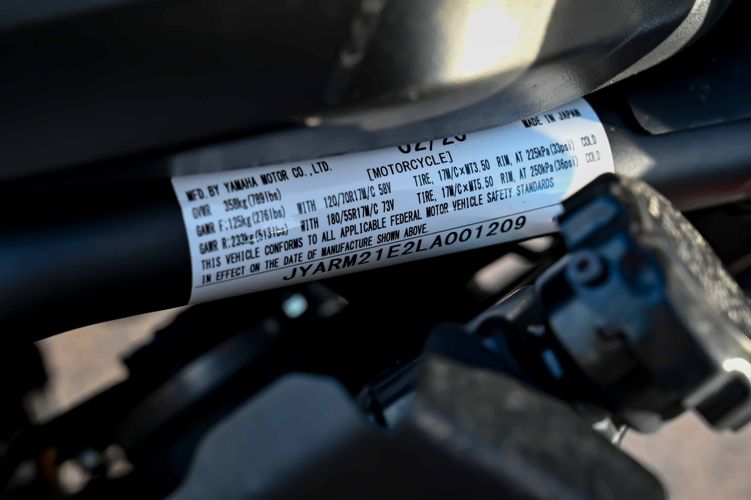 02/20
MADE IN JAPAN
MFD. BY YAMAHA MOTOR CO., LTD. [MOTORCYCLE]
GVWR 358kg(789lbs)
GAWR F:125kg(276lbs) WITH 120/70R17M/C 58V TIRE, 17M/C×MT3.50 RIM, AT 225kPa(33psi) COLD
GAWR R:233kg(513lbs) WITH 180/55R17M/C 73V TIRE, 17M/C×MT5.50 RIM, AT 250kPa(36psi) COLD
THIS VEHICLE CONFORMS TO ALL APPLICABLE FEDERAL MOTOR VEHICLE SAFETY STANDARDS
IN EFFECT ON THE DATE OF MANUFACTURE SHOWN ABOVE.
JYARM21E2LA001209